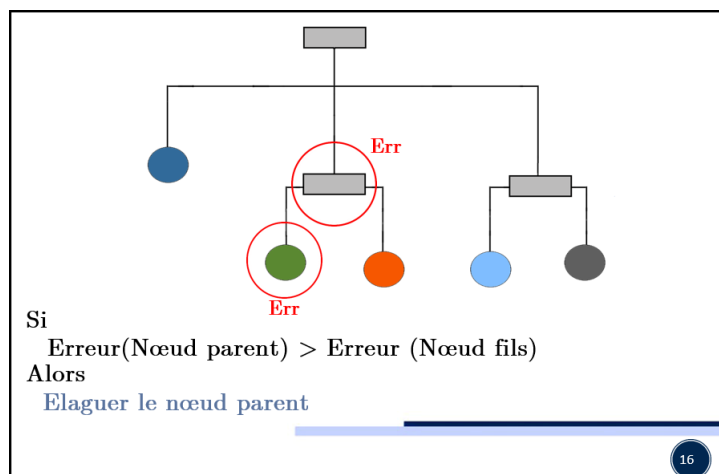 Err
Err
Si
Erreur(Nœud parent) > Erreur (Nœud fils)
Alors
Elaguer le nœud parent
16